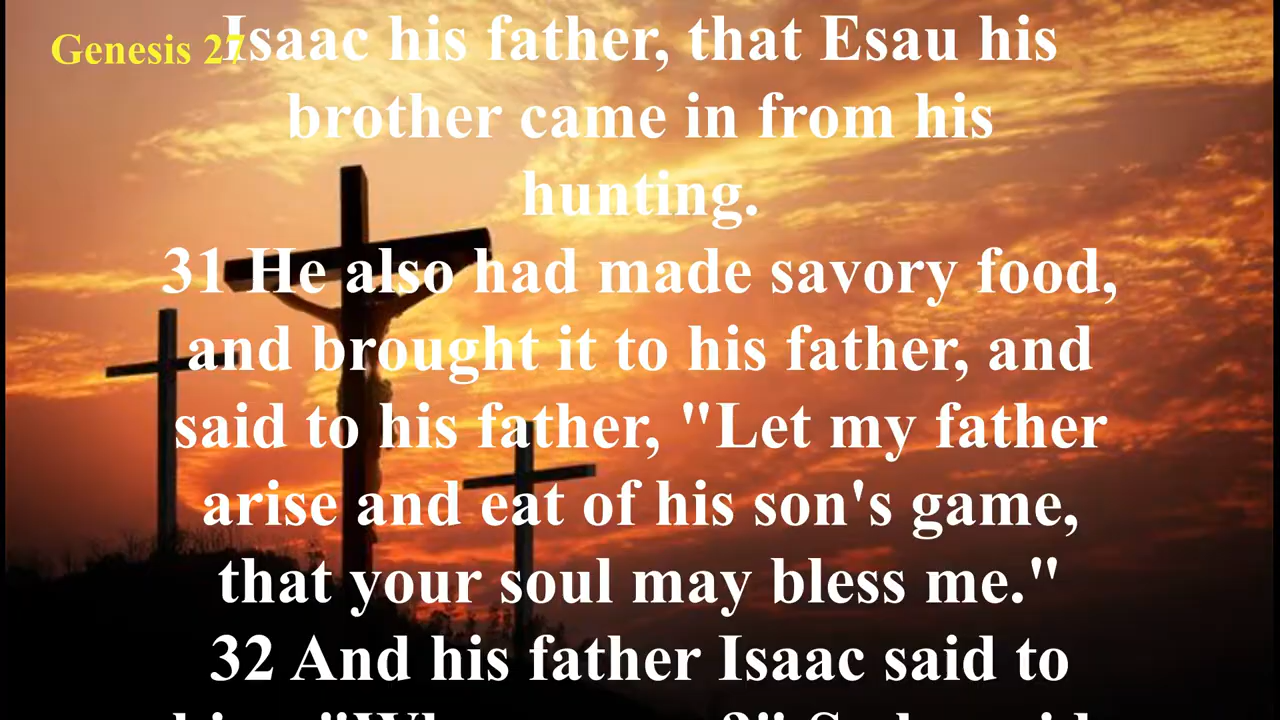 Genesis 27
Isaac his father, that Esau his
brother came in from his
hunting.
31 He also had made savory food,
and brought it to his father, and
said to his father, "Let my father
arise and eat of his son's game,
that your soul may bless me."
32 And his father Isaac said to